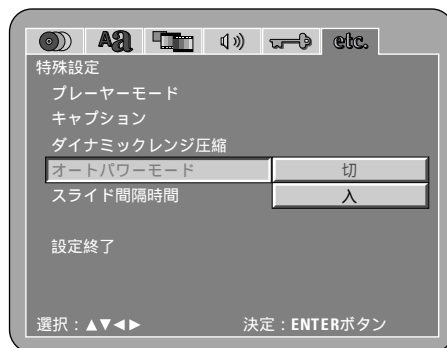 Aあ etc.
特殊設定
プレーヤーモード
キャプション
ダイナミックレンジ圧縮
オートパワーモード 切
スライド間隔時間 入
設定終了
選択：▲▼◀▶ 決定：ENTERボタン